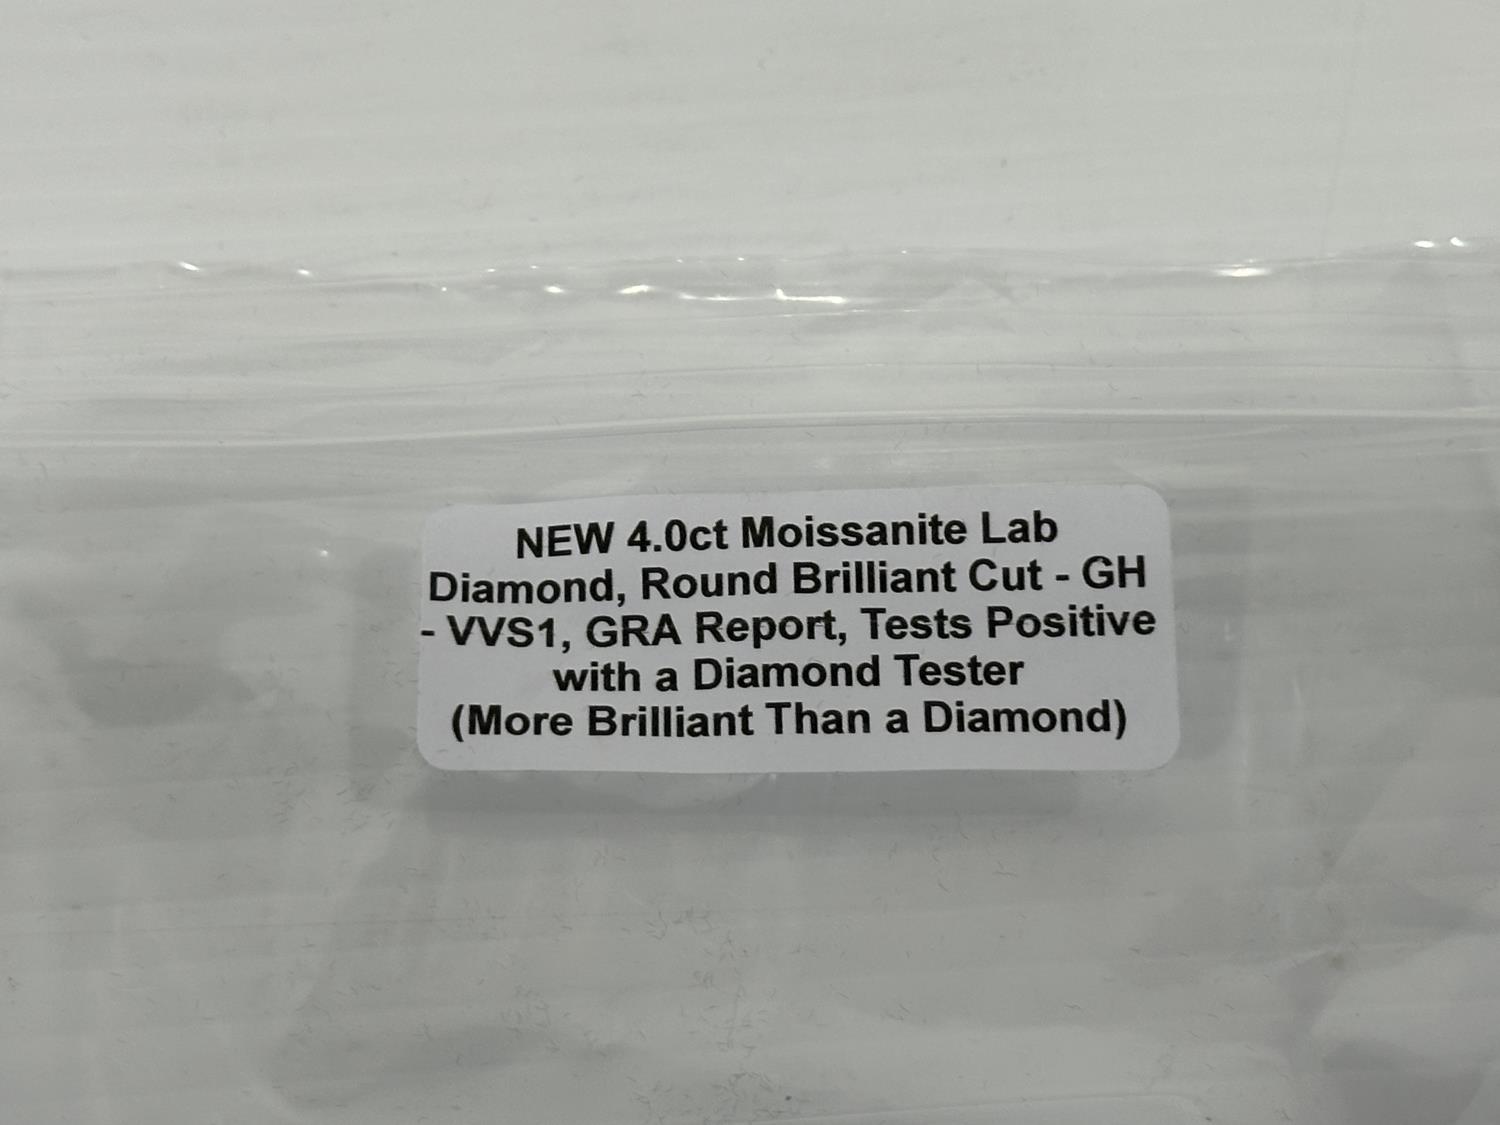 NEW 4.0ct Moissanite Lab
Diamond, Round Brilliant Cut - GH
- VVS1, GRA Report, Tests Positive
with a Diamond Tester
(More Brilliant Than a Diamond)